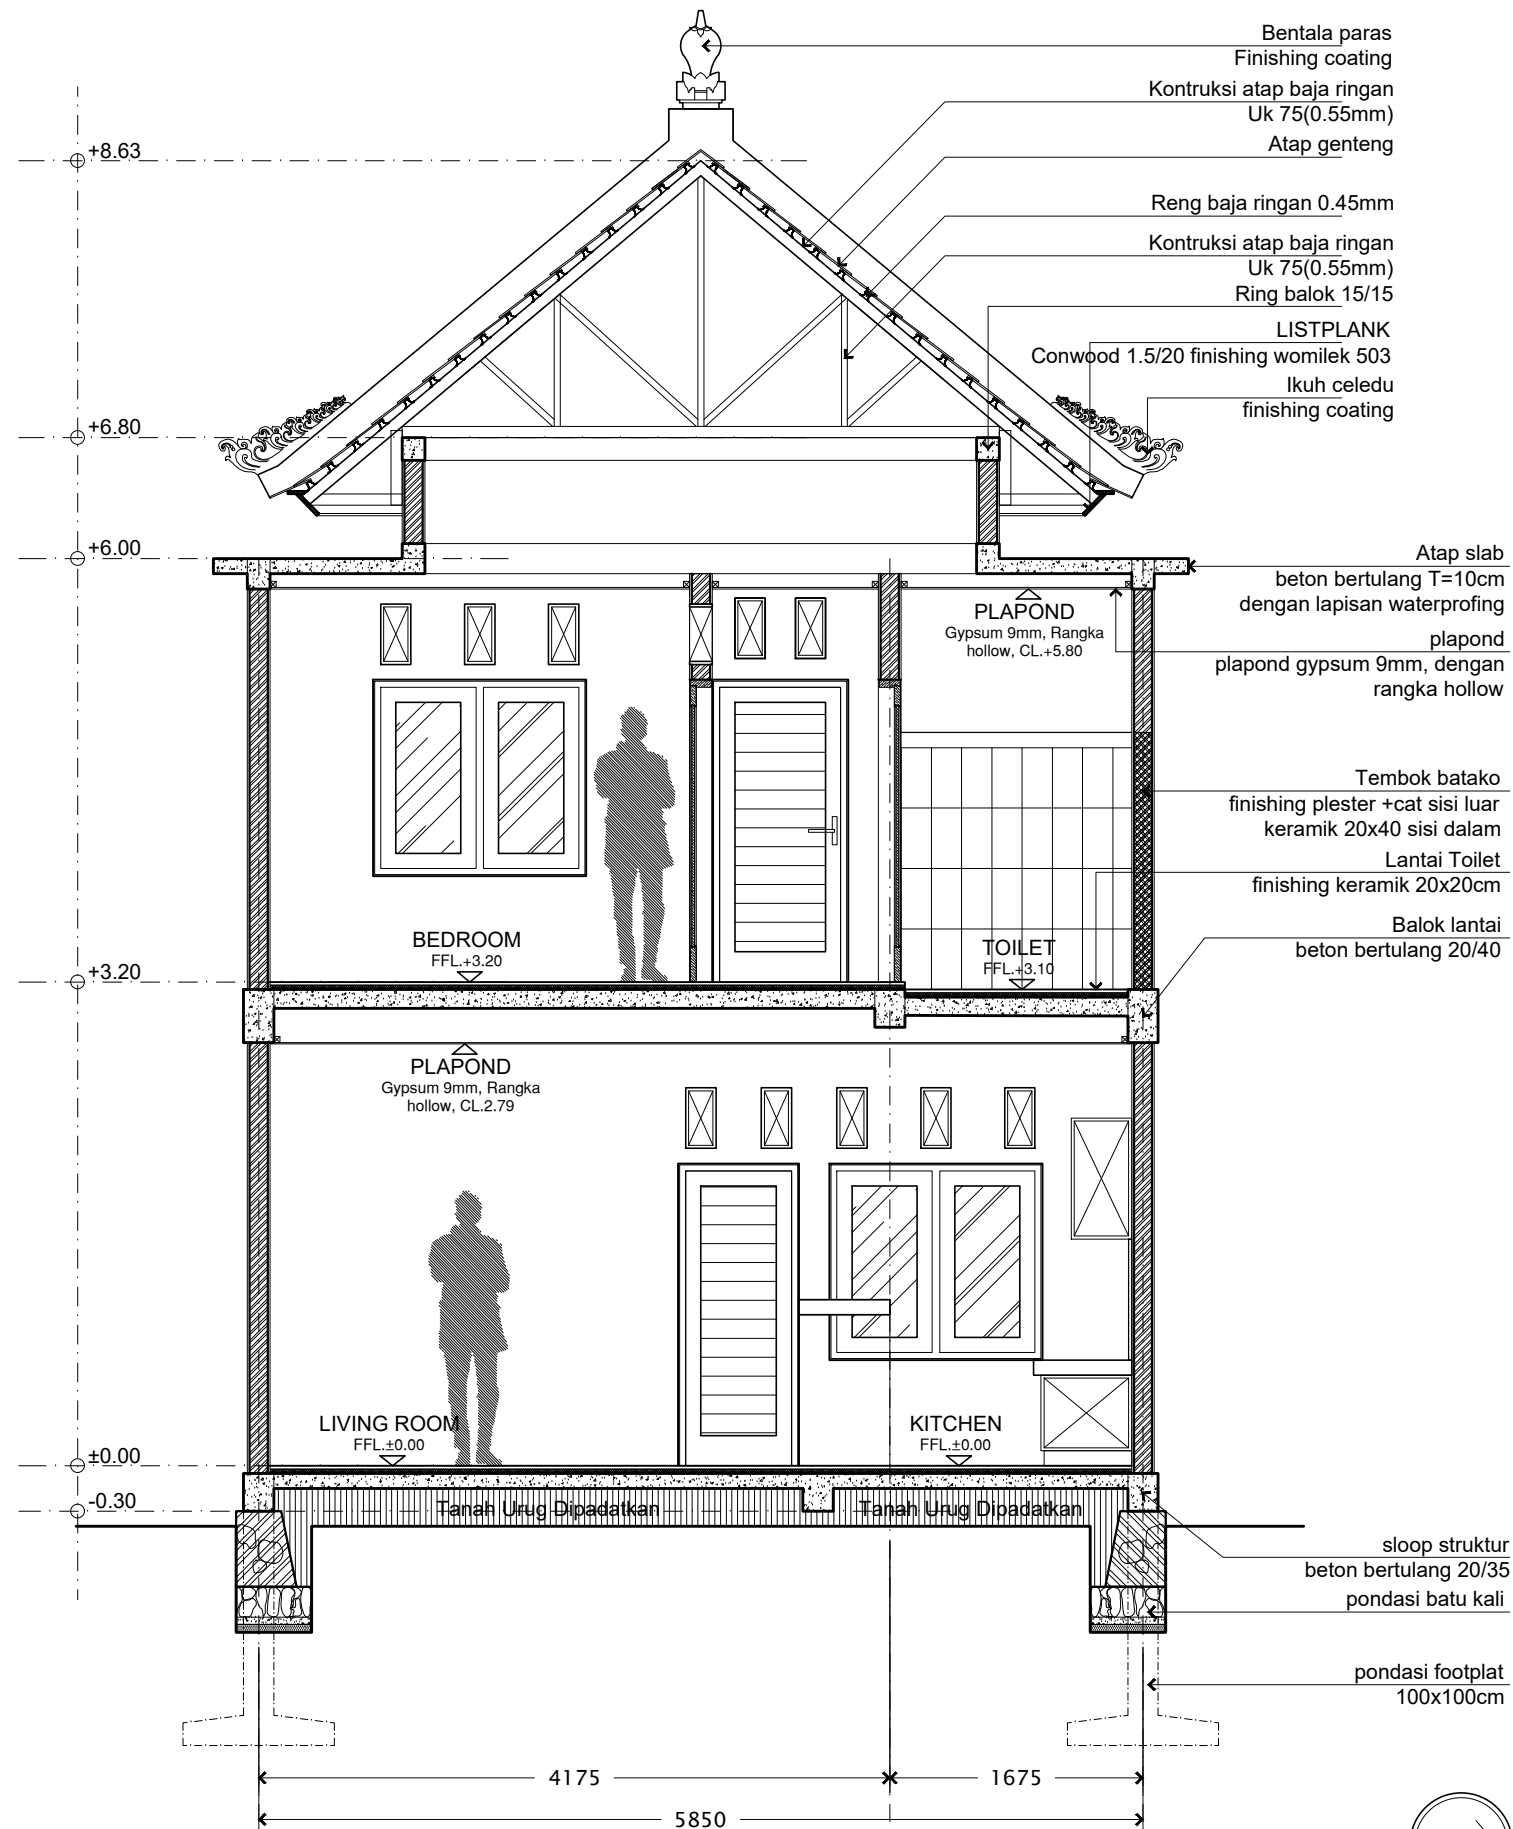 Bentala paras
Finishing coating
Kontruksi atap baja ringan
Uk 75(0.55mm)
Atap genteng
Reng baja ringan 0.45mm
Kontruksi atap baja ringan
Uk 75(0.55mm)
Ring balok 15/15
LISTPLANK
Conwood 1.5/20 finishing womilek 503
Ikuh celedu
finishing coating
+8.63
+6.80
+6.00
+3.20
±0.00
-0.30
Atap slab
beton bertulang T=10cm
dengan lapisan waterprofing
plapond
plapond gypsum 9mm, dengan
rangka hollow
Tembok batako
finishing plester +cat sisi luar
keramik 20x40 sisi dalam
Lantai Toilet
finishing keramik 20x20cm
Balok lantai
beton bertulang 20/40
PLAPOND
Gypsum 9mm, Rangka
hollow, CL.+5.80
BEDROOM
FFL.+3.20
TOILET
FFL.+3.10
PLAPOND
Gypsum 9mm, Rangka
hollow, CL.2.79
LIVING ROOM
FFL.±0.00
KITCHEN
FFL.±0.00
Tanah Urug Dipadatkan
Tanah Urug Dipadatkan
sloop struktur
beton bertulang 20/35
pondasi batu kali
pondasi footplat
100x100cm
4175
1675
5850